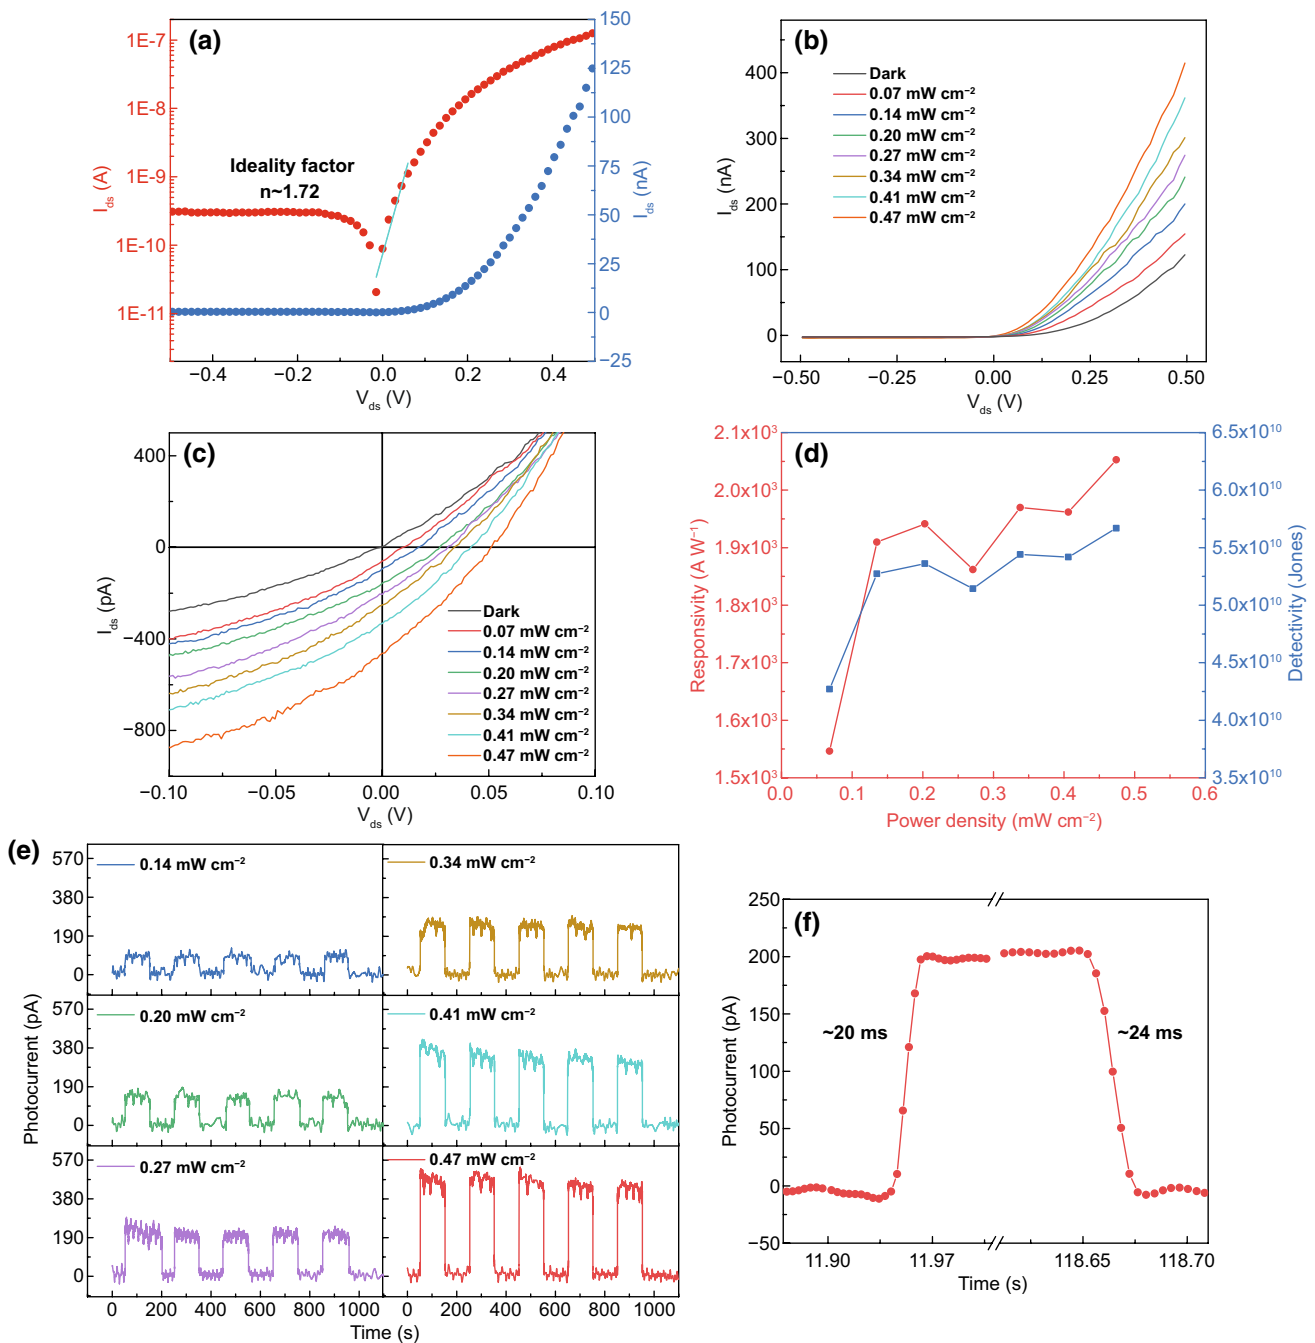 (a)
1E-7
1E-8
1E-9
1E-10
1E-11
I_ds (A)
Ideality factor
n~1.72
150
125
100
75
50
25
0
−25
I_ds (nA)
−0.4 −0.2 0.0 0.2 0.4
V_ds (V)
(b)
400
300
200
100
0
I_ds (nA)
Dark
0.07 mW cm⁻²
0.14 mW cm⁻²
0.20 mW cm⁻²
0.27 mW cm⁻²
0.34 mW cm⁻²
0.41 mW cm⁻²
0.47 mW cm⁻²
−0.50 −0.25 0.00 0.25 0.50
V_ds (V)
(c)
400
0
−400
−800
I_ds (pA)
Dark
0.07 mW cm⁻²
0.14 mW cm⁻²
0.20 mW cm⁻²
0.27 mW cm⁻²
0.34 mW cm⁻²
0.41 mW cm⁻²
0.47 mW cm⁻²
−0.10 −0.05 0.00 0.05 0.10
V_ds (V)
(d)
2.1x10³
2.0x10³
1.9x10³
1.8x10³
1.7x10³
1.6x10³
1.5x10³
Responsivity (A W⁻¹)
6.5x10¹⁰
6.0x10¹⁰
5.5x10¹⁰
5.0x10¹⁰
4.5x10¹⁰
4.0x10¹⁰
3.5x10¹⁰
Detectivity (Jones)
0.0 0.1 0.2 0.3 0.4 0.5 0.6
Power density (mW cm⁻²)
(e)
Photocurrent (pA)
570
380
190
0
0.14 mW cm⁻²
0.34 mW cm⁻²
570
380
190
0
0.20 mW cm⁻²
0.41 mW cm⁻²
570
380
190
0
0.27 mW cm⁻²
0.47 mW cm⁻²
0 200 400 600 800 1000 0 200 400 600 800 1000
Time (s)
(f)
250
200
150
100
50
0
−50
Photocurrent (pA)
~20 ms
~24 ms
11.90 11.97 118.65 118.70
Time (s)